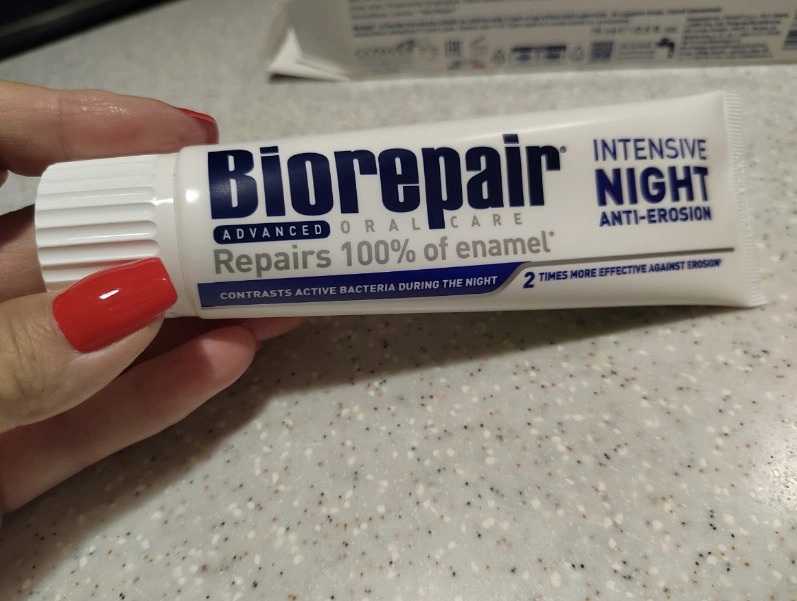 Biorepair®
ADVANCED ORAL CARE
Repairs 100% of enamel*
CONTRASTS ACTIVE BACTERIA DURING THE NIGHT
INTENSIVE
NIGHT
ANTI-EROSION
2 TIMES MORE EFFECTIVE AGAINST EROSION*